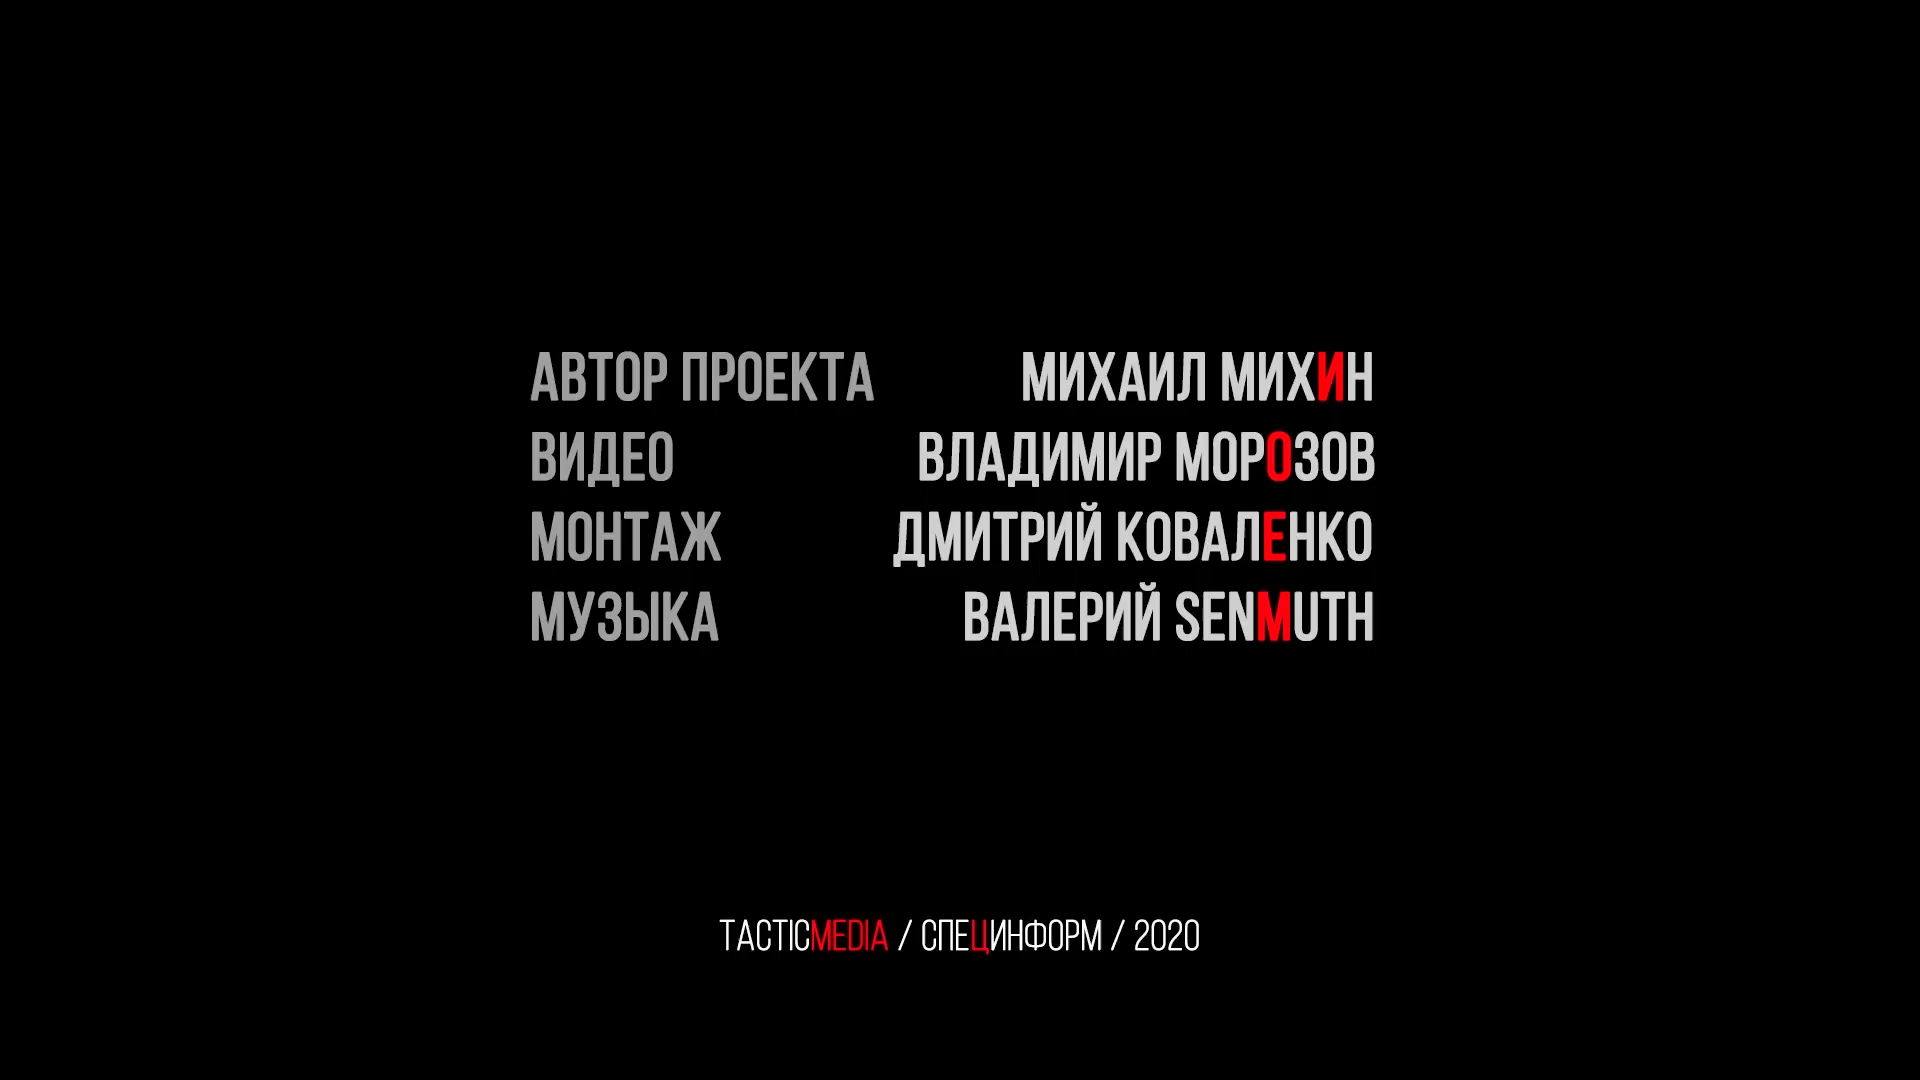 АВТОР ПРОЕКТА МИХАИЛ МИХИН
ВИДЕО ВЛАДИМИР МОРОЗОВ
МОНТАЖ ДМИТРИЙ КОВАЛЕНКО
МУЗЫКА ВАЛЕРИЙ SENMUTH
TACTICMEDIA / СПЕЦИНФОРМ / 2020